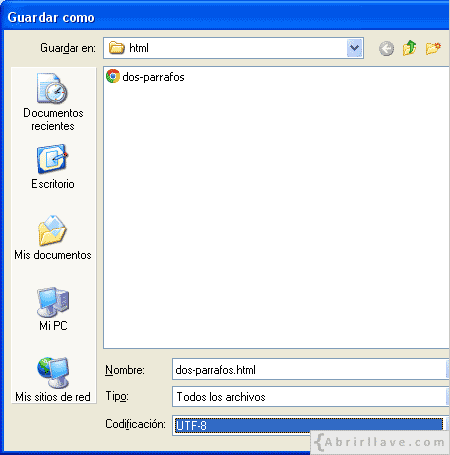 Guardar como
Guardar en:
html
dos-parrafos
Documentos
recientes
Escritorio
Mis documentos
Mi PC
Mis sitios de red
Nombre:
dos-parrafos.html
Tipo:
Todos los archivos
Codificación:
UTF-8
{Abrirllave.com